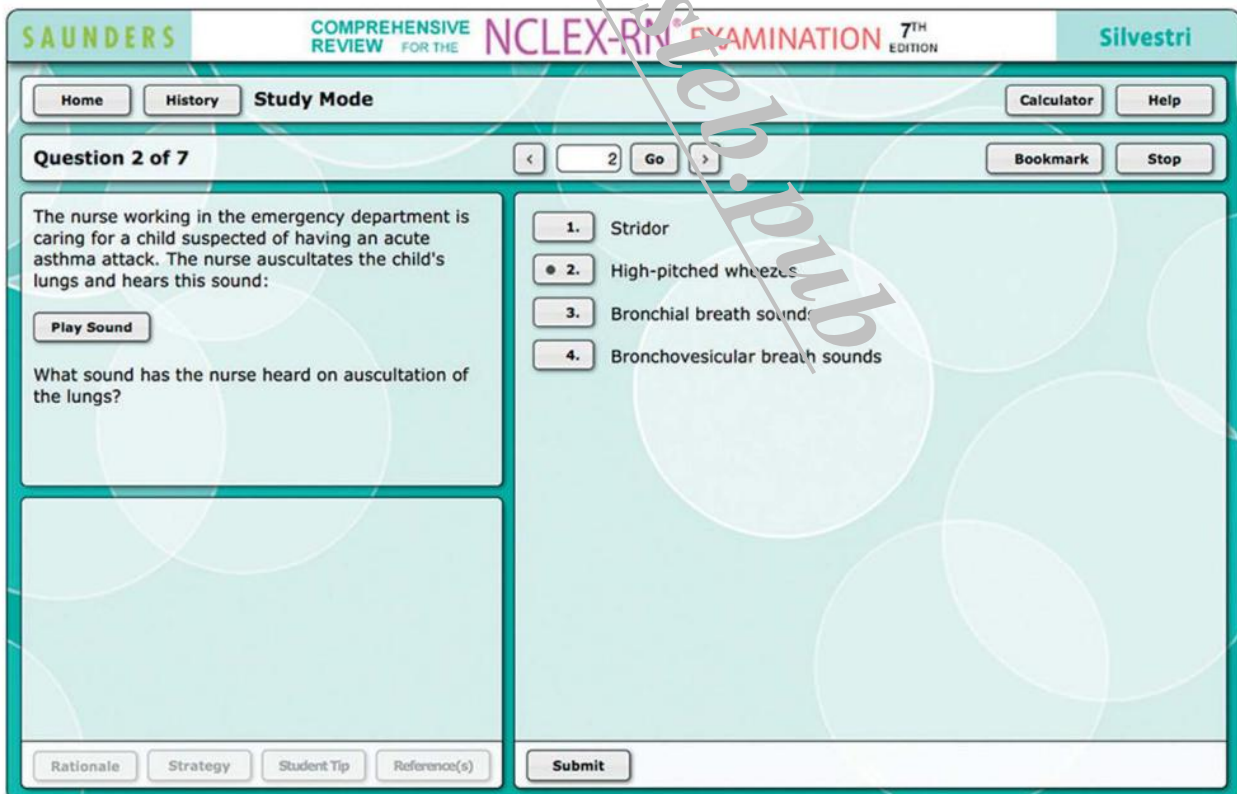 SAUNDERS
COMPREHENSIVE
REVIEW FOR THE
NCLEX-RN® EXAMINATION
7TH
EDITION
Silvestri
Home
History
Study Mode
Calculator
Help
Question 2 of 7
<
2
Go
>
Bookmark
Stop
The nurse working in the emergency department is
caring for a child suspected of having an acute
asthma attack. The nurse auscultates the child's
lungs and hears this sound:
Play Sound
What sound has the nurse heard on auscultation of
the lungs?
1. Stridor
2. High-pitched wheezes
3. Bronchial breath sounds
4. Bronchovesicular breath sounds
Rationale
Strategy
Student Tip
Reference(s)
Submit